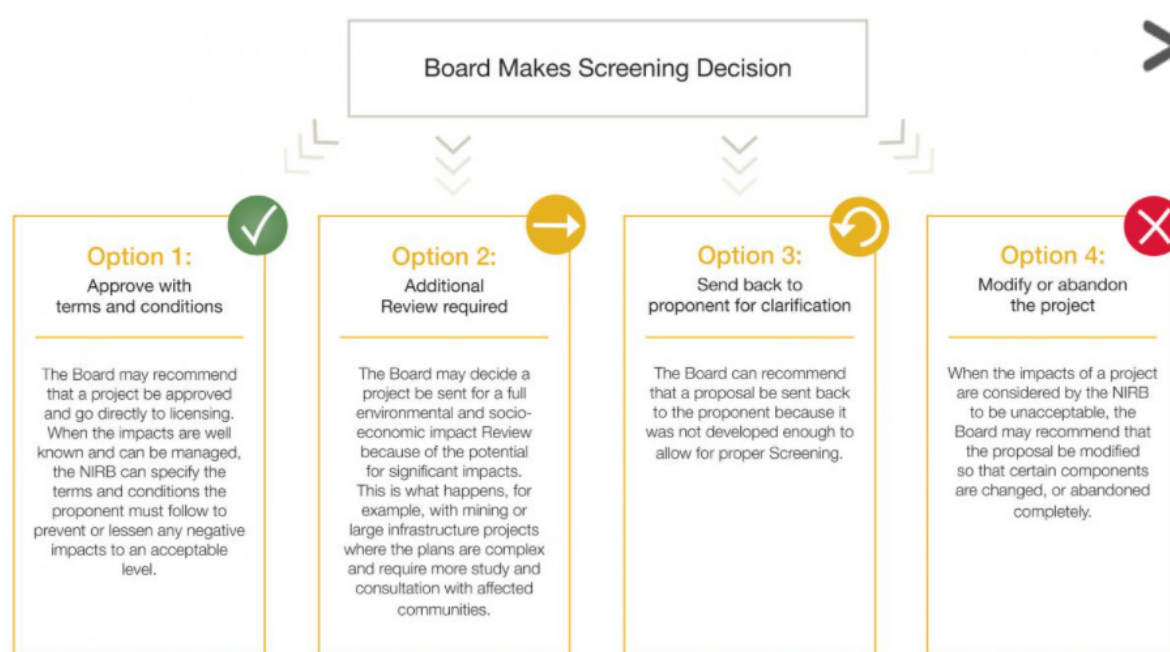 Board Makes Screening Decision
Option 1:
Approve with
terms and conditions
The Board may recommend
that a project be approved
and go directly to licensing.
When the impacts are well
known and can be managed,
the NIRB can specify the
terms and conditions the
proponent must follow to
prevent or lessen any negative
impacts to an acceptable
level.
Option 2:
Additional
Review required
The Board may decide a
project be sent for a full
environmental and socio-
economic impact Review
because of the potential
for significant impacts.
This is what happens, for
example, with mining or
large infrastructure projects
where the plans are complex
and require more study and
consultation with affected
communities.
Option 3:
Send back to
proponent for clarification
The Board can recommend
that a proposal be sent back
to the proponent because it
was not developed enough to
allow for proper Screening.
Option 4:
Modify or abandon
the project
When the impacts of a project
are considered by the NIRB
to be unacceptable, the
Board may recommend that
the proposal be modified
so that certain components
are changed, or abandoned
completely.